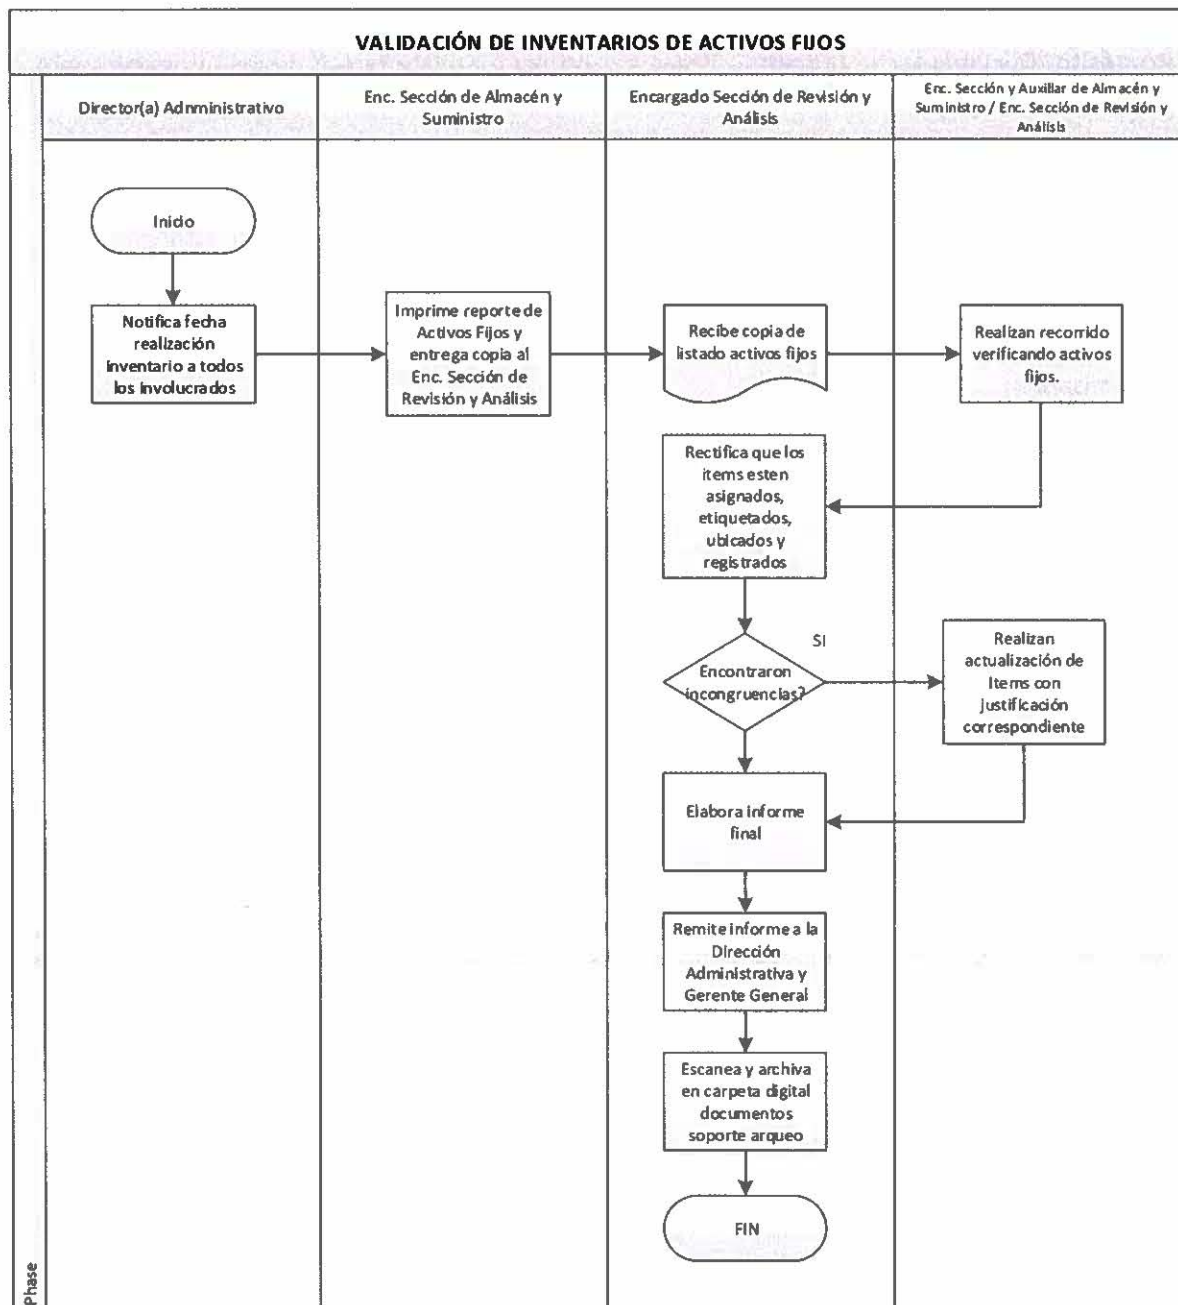 VALIDACIÓN DE INVENTARIOS DE ACTIVOS FIJOS
Director(a) Adnministrativo
Enc. Sección de Almacén y
Suministro
Encargado Sección de Revisión y
Análisis
Enc. Sección y Auxiliar de Almacén y
Suministro / Enc. Sección de Revisión y
Análisis
Inicio
Notifica fecha
realización
inventario a todos
los involucrados
Imprime reporte de
Activos Fijos y
entrega copia al
Enc. Sección de
Revisión y Análisis
Recibe copia de
listado activos fijos
Realizan recorrido
verificando activos
fijos.
Rectifica que los
items esten
asignados,
etiquetados,
ubicados y
registrados
SI
Encontraron
incongruencias?
Realizan
actualización de
Items con
justificación
correspondiente
Elabora informe
final
Remite informe a la
Dirección
Administrativa y
Gerente General
Escanea y archiva
en carpeta digital
documentos
soporte arqueo
FIN
Phase